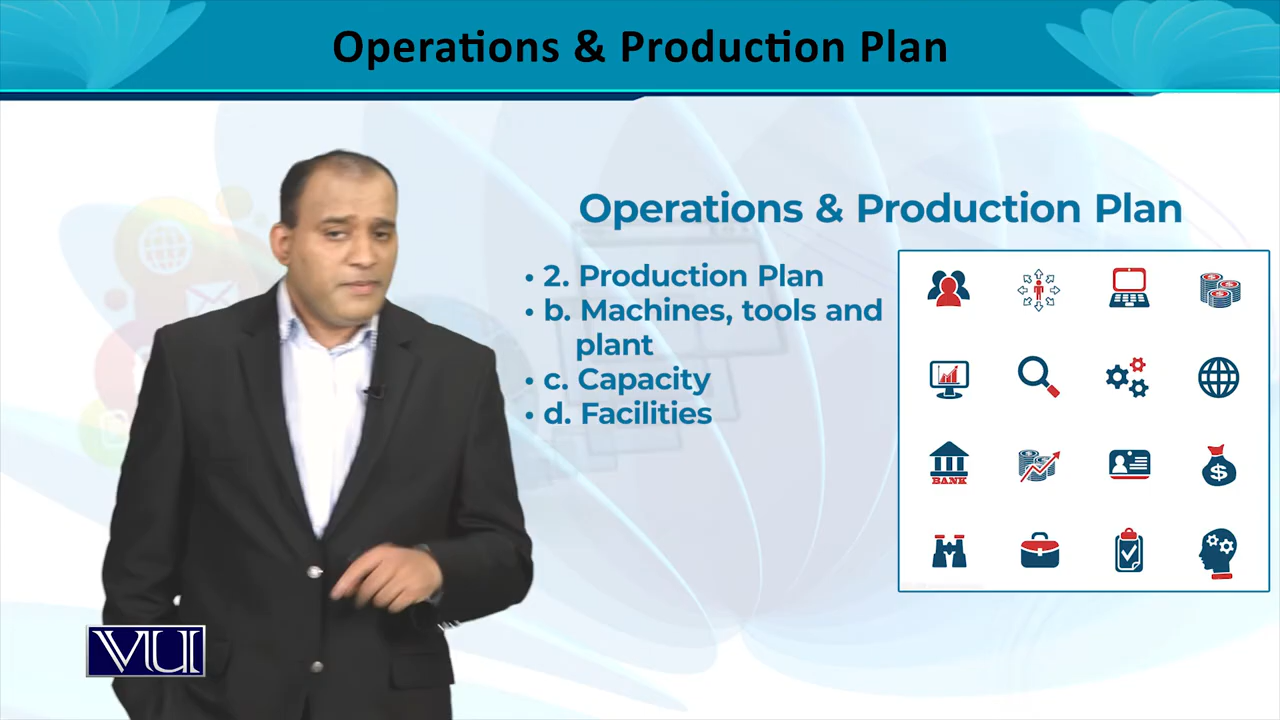 Operations & Production Plan
Operations & Production Plan
• 2. Production Plan
• b. Machines, tools and
plant
• c. Capacity
• d. Facilities
BANK
$
VU